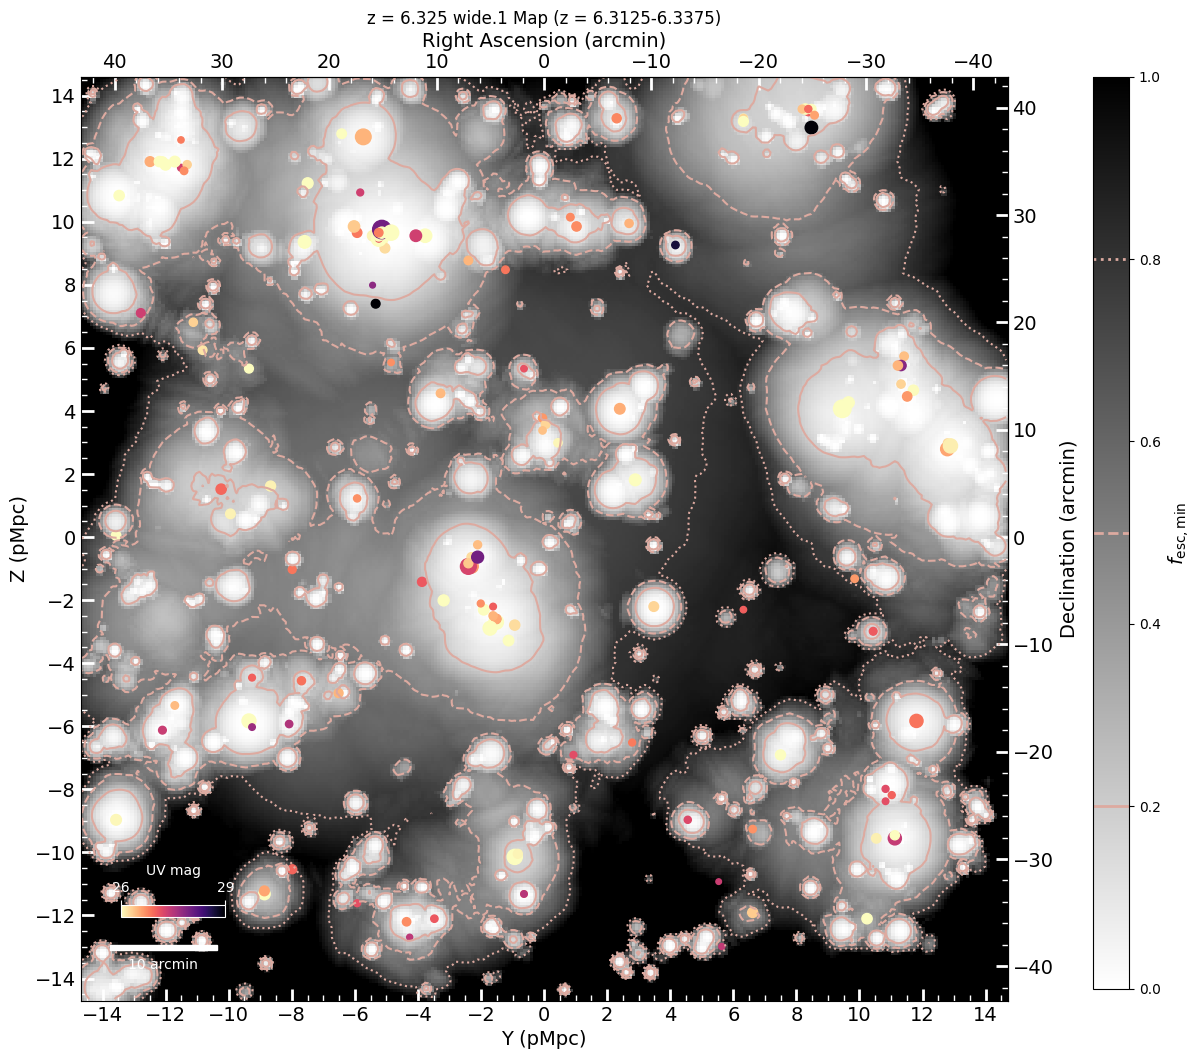 z = 6.325 wide.1 Map (z = 6.3125-6.3375)
Right Ascension (arcmin)
40 30 20 10 0 −10 −20 −30 −40
14 12 10 8 6 4 2 0 −2 −4 −6 −8 −10 −12 −14
Z (pMpc)
UV mag
26 29
10 arcmin
−14 −12 −10 −8 −6 −4 −2 0 2 4 6 8 10 12 14
Y (pMpc)
40 30 20 10 0 −10 −20 −30 −40
Declination (arcmin)
1.0
0.8
0.6
0.4
0.2
0.0
fesc,min